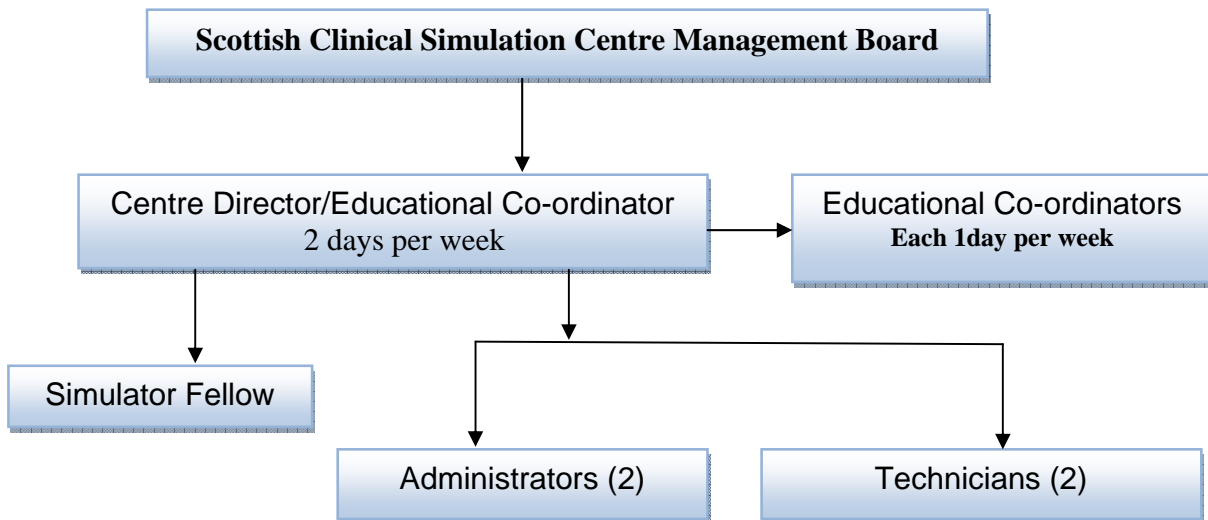 Scottish Clinical Simulation Centre Management Board
Centre Director/Educational Co-ordinator
2 days per week
Educational Co-ordinators
Each 1day per week
Simulator Fellow
Administrators (2)
Technicians (2)